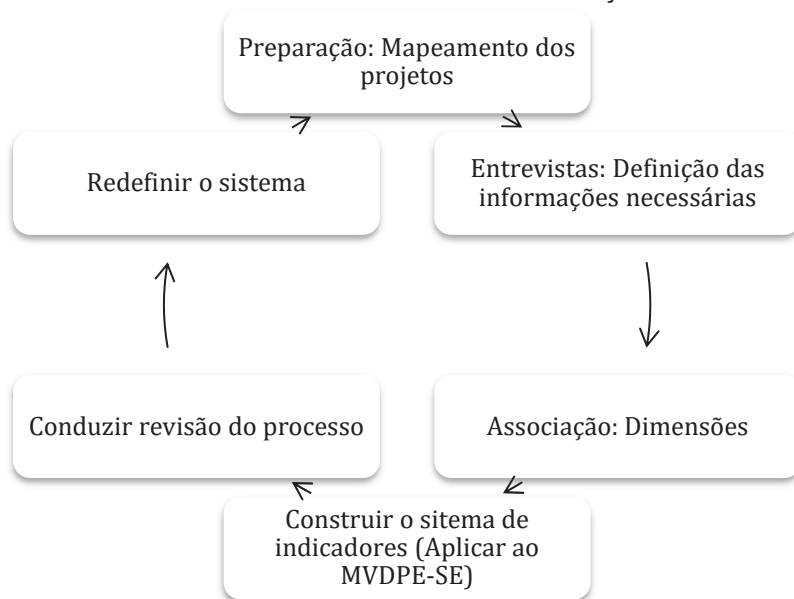 Preparação: Mapeamento dos
projetos
Entrevistas: Definição das
informações necessárias
Associação: Dimensões
Construir o sitema de
indicadores (Aplicar ao
MVDPE-SE)
Conduzir revisão do processo
Redefinir o sistema